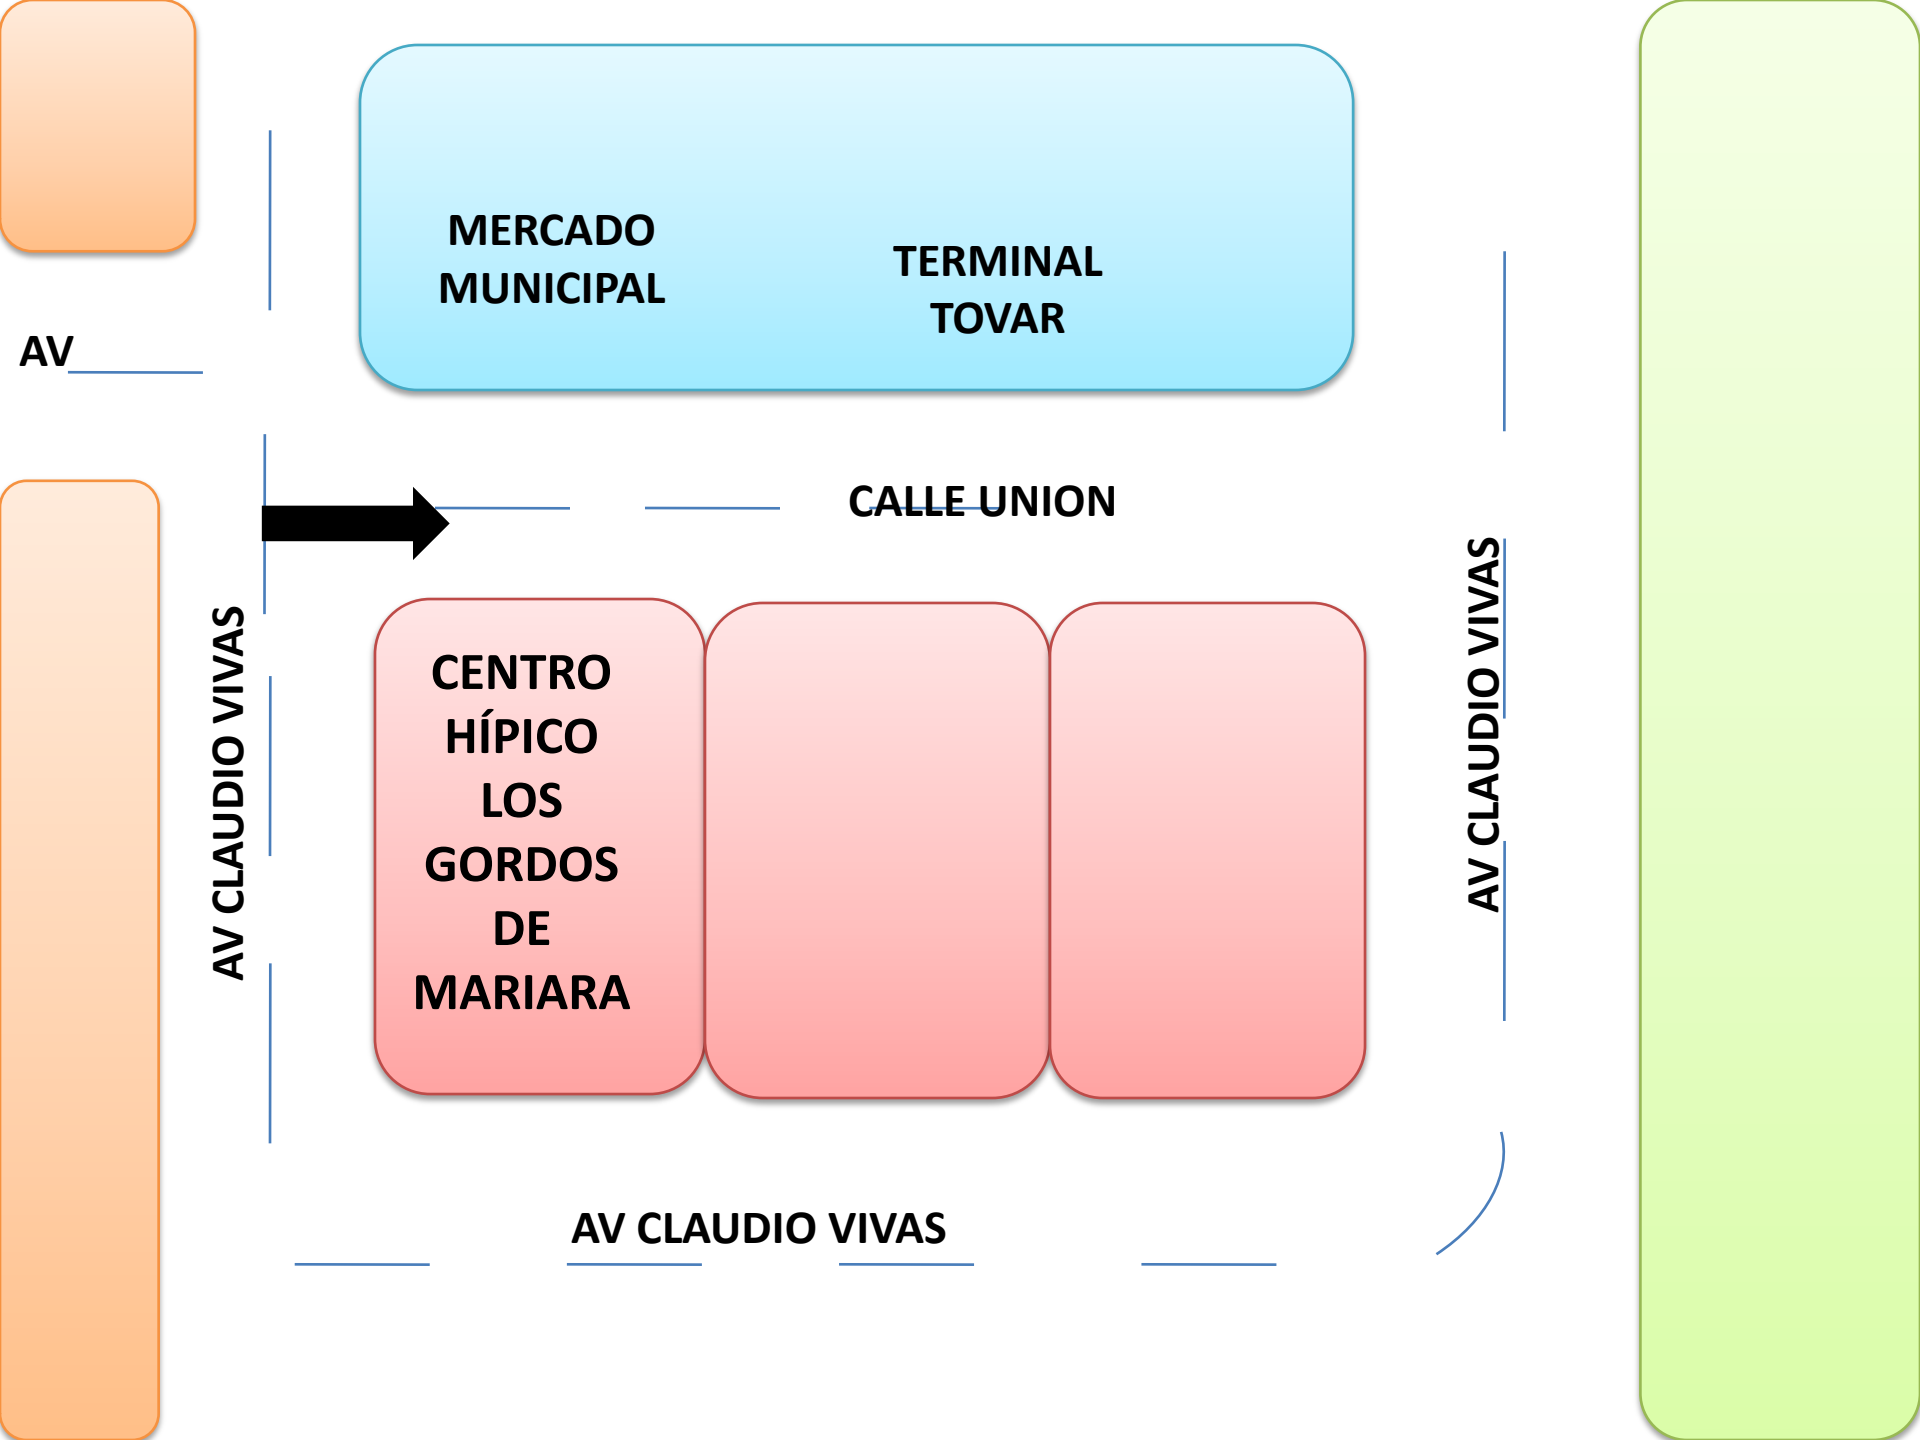 MERCADO
MUNICIPAL
TERMINAL
TOVAR
AV
CALLE UNION
AV CLAUDIO VIVAS
CENTRO
HÍPICO
LOS
GORDOS
DE
MARIARA
AV CLAUDIO VIVAS
AV CLAUDIO VIVAS